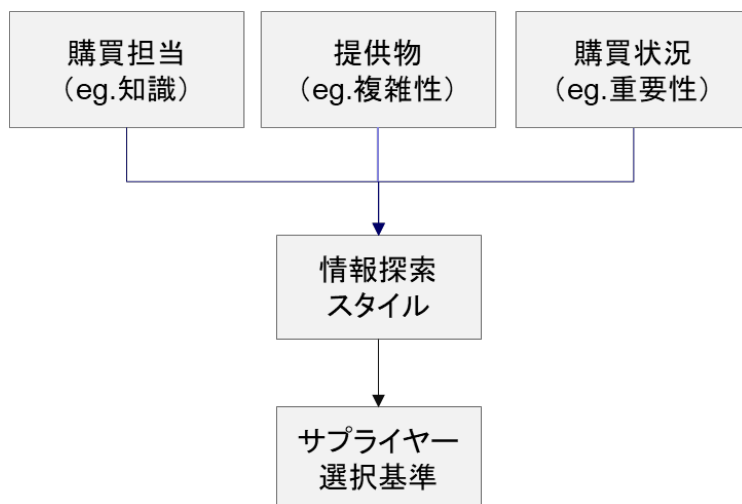 購買担当
（eg.知識）
提供物
（eg.複雑性）
購買状況
（eg.重要性）
情報探索
スタイル
サプライヤー
選択基準